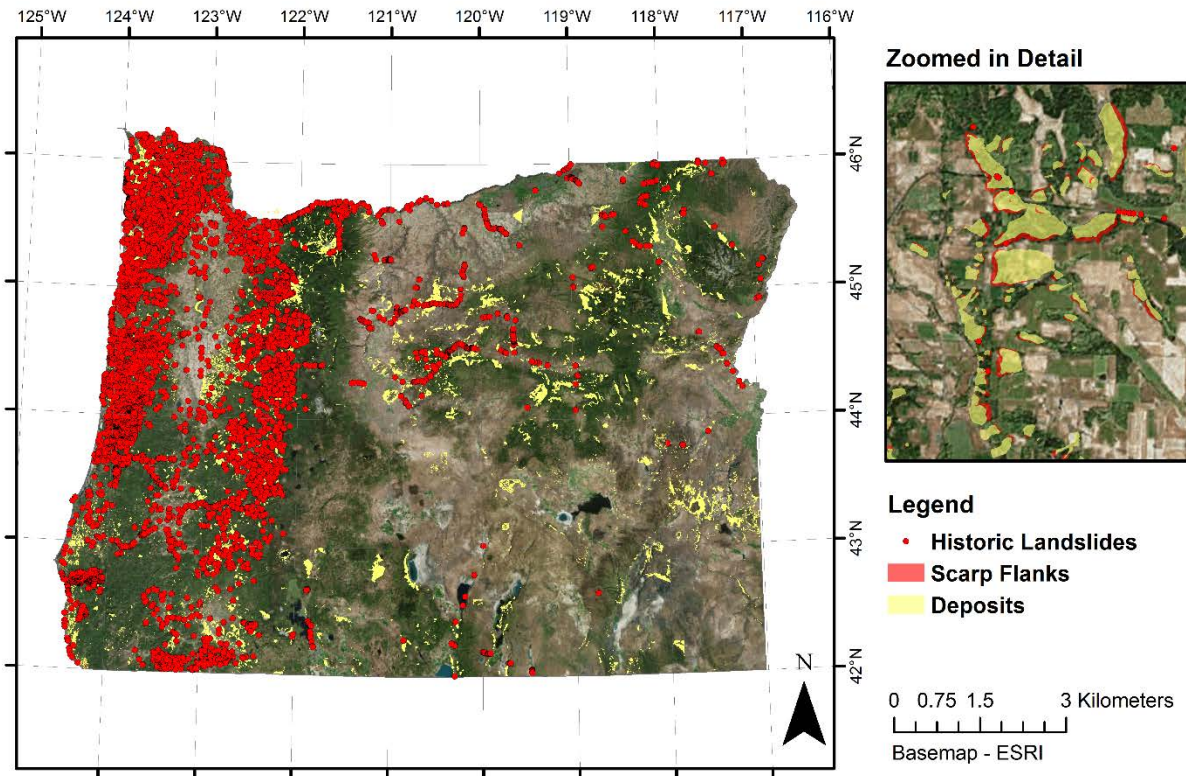 125°W 124°W 123°W 122°W 121°W 120°W 119°W 118°W 117°W 116°W
46°N
45°N
44°N
43°N
42°N
N
Zoomed in Detail
Legend
Historic Landslides
Scarp Flanks
Deposits
0 0.75 1.5 3 Kilometers
Basemap - ESRI